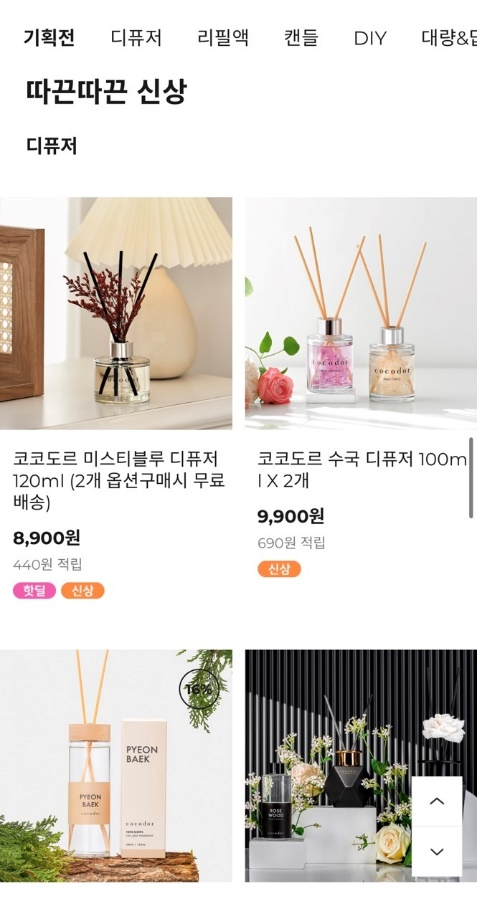 기획전 디퓨저 리필액 캔들 DIY 대량&답
따끈따끈 신상
디퓨저
cocodor
cocodor
cocodor
코코도르 미스티블루 디퓨저
120ml (2개 옵션구매시 무료
배송)
8,900원
440원 적립
핫딜 신상
코코도르 수국 디퓨저 100m
l X 2개
9,900원
690원 적립
신상
16%
PYEON
BAEK
cocodor
PYEON
BAEK
cocodor
ROSE
WOOD